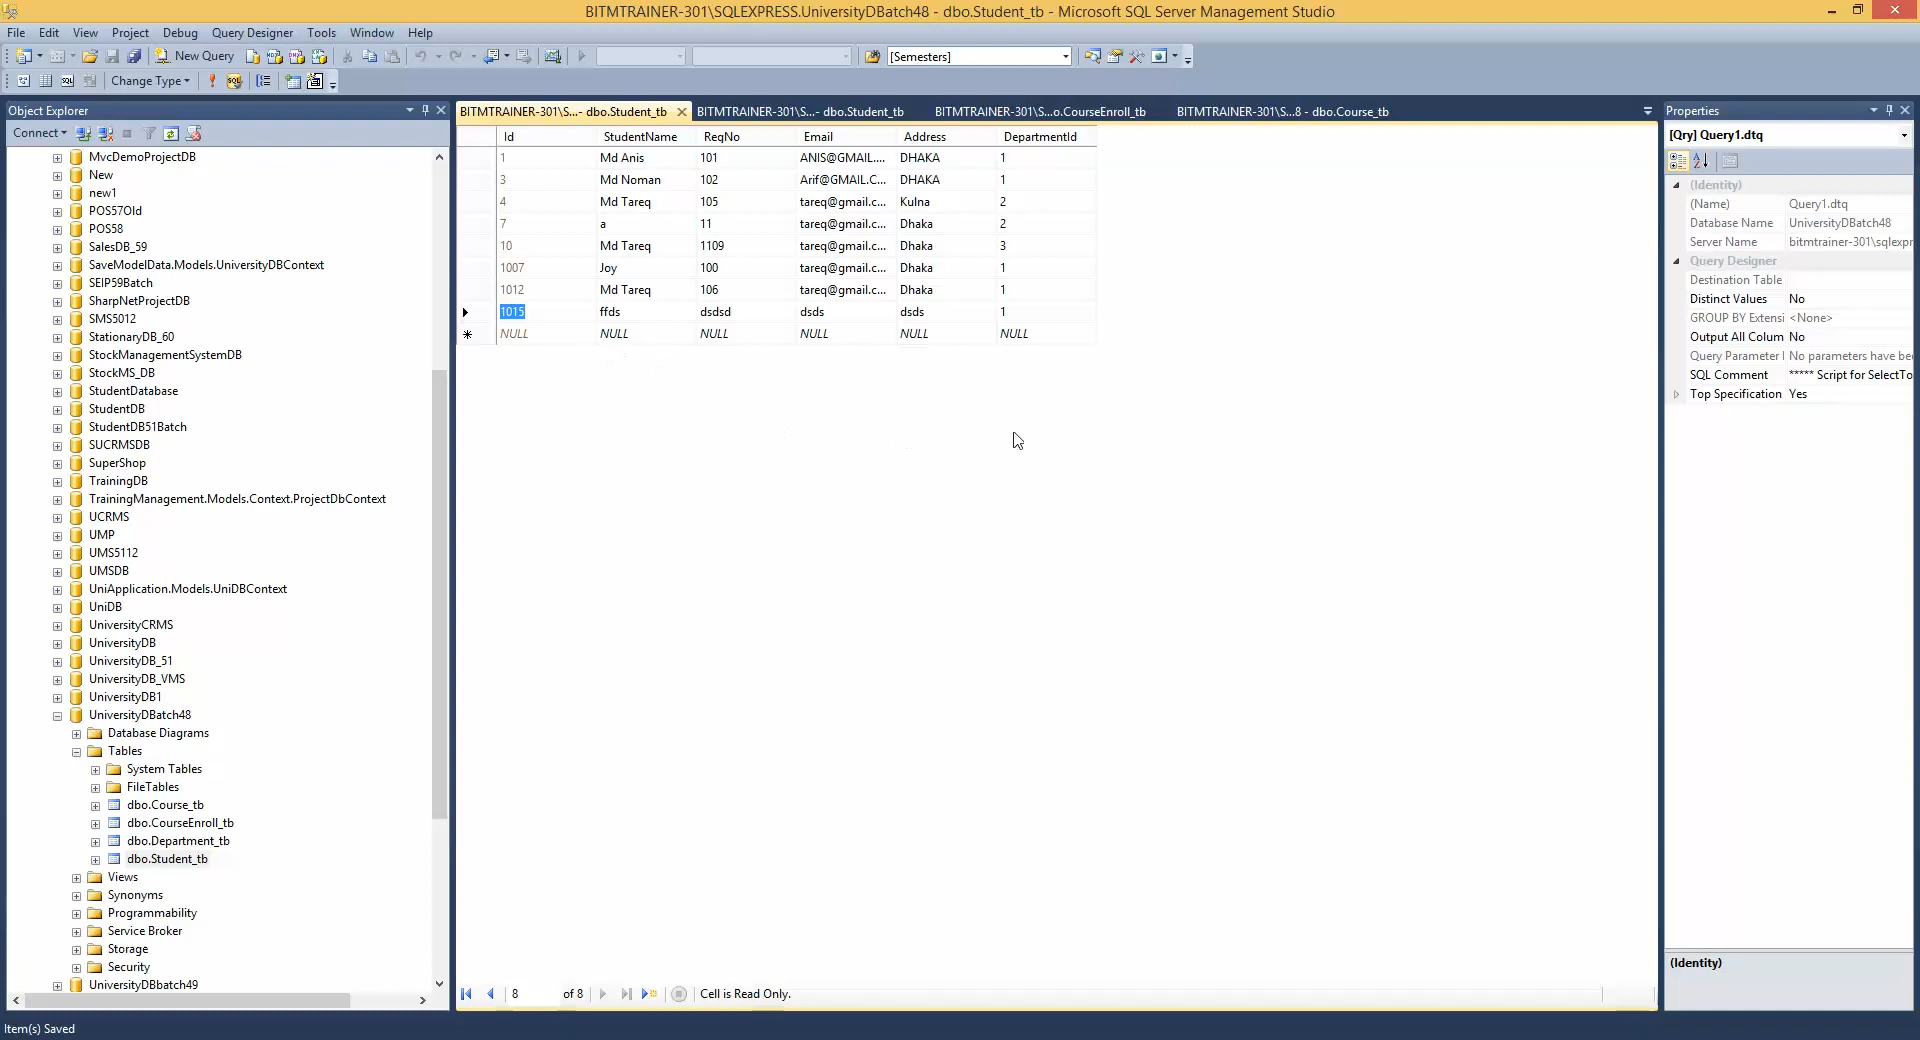 BITMTRAINER-301\SQLEXPRESS.UniversityDBatch48 - dbo.Student_tb - Microsoft SQL Server Management Studio
File Edit View Project Debug Query Designer Tools Window Help
New Query [Semesters]
Change Type
Object Explorer
Connect
MvcDemoProjectDB
New
new1
POS57Old
POS58
SalesDB_59
SaveModelData.Models.UniversityDBContext
SEIP59Batch
SharpNetProjectDB
SMS5012
StationaryDB_60
StockManagementSystemDB
StockMS_DB
StudentDatabase
StudentDB
StudentDB51Batch
SUCRMSDB
SuperShop
TrainingDB
TrainingManagement.Models.Context.ProjectDbContext
UCRMS
UMP
UMS5112
UMSDB
UniApplication.Models.UniDBContext
UniDB
UniversityCRMS
UniversityDB
UniversityDB_51
UniversityDB_VMS
UniversityDB1
UniversityDBatch48
Database Diagrams
Tables
System Tables
FileTables
dbo.Course_tb
dbo.CourseEnroll_tb
dbo.Department_tb
dbo.Student_tb
Views
Synonyms
Programmability
Service Broker
Storage
Security
UniversityDBbatch49
BITMTRAINER-301\S...- dbo.Student_tb BITMTRAINER-301\S...- dbo.Student_tb BITMTRAINER-301\S...o.CourseEnroll_tb BITMTRAINER-301\S...8 - dbo.Course_tb
Id StudentName RegNo Email Address DepartmentId
1 Md Anis 101 ANIS@GMAIL.... DHAKA 1
3 Md Noman 102 Arif@GMAIL.C... DHAKA 1
4 Md Tareq 105 tareq@gmail.c... Kulna 2
7 a 11 tareq@gmail.c... Dhaka 2
10 Md Tareq 1109 tareq@gmail.c... Dhaka 3
1007 Joy 100 tareq@gmail.c... Dhaka 1
1012 Md Tareq 106 tareq@gmail.c... Dhaka 1
1015 ffds dsdsd dsds dsds 1
NULL NULL NULL NULL NULL NULL
8 of 8 Cell is Read Only.
Properties
[Qry] Query1.dtq
(Identity)
(Name) Query1.dtq
Database Name UniversityDBatch48
Server Name bitmtrainer-301\sqlexpr
Query Designer
Destination Table
Distinct Values No
GROUP BY Extensi <None>
Output All Colum No
Query Parameter No parameters have be
SQL Comment ***** Script for SelectTo
Top Specification Yes
(Identity)
Item(s) Saved